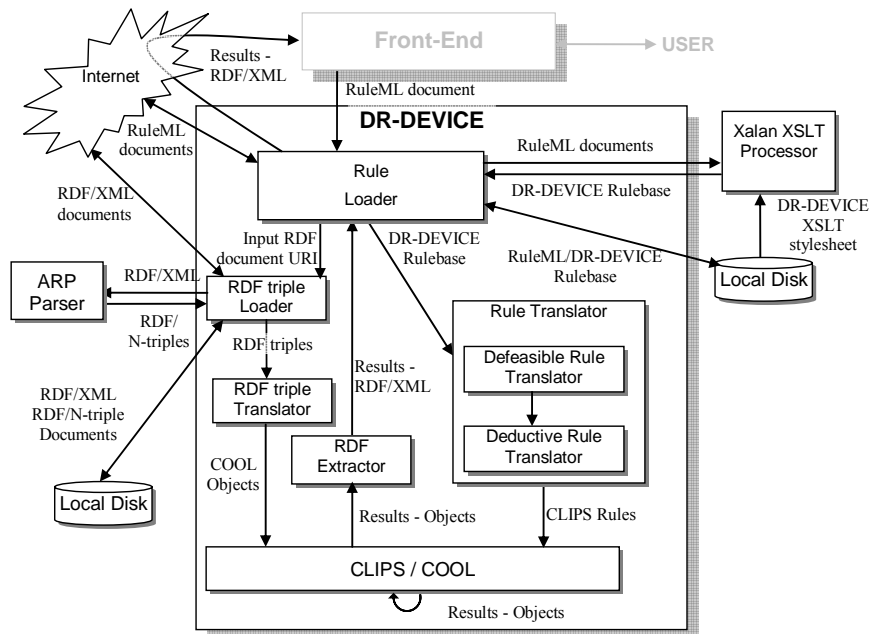 Front-End
USER
Internet
Results -
RDF/XML
RuleML document
DR-DEVICE
RuleML
documents
Rule
Loader
RuleML documents
DR-DEVICE Rulebase
Xalan XSLT
Processor
RDF/XML
documents
Input RDF
document URI
DR-DEVICE
Rulebase
RuleML/DR-DEVICE
Rulebase
DR-DEVICE
XSLT
stylesheet
Local Disk
ARP
Parser
RDF/XML
RDF/
N-triples
RDF triple
Loader
RDF triples
Results -
RDF/XML
Rule Translator
Defeasible Rule
Translator
Deductive Rule
Translator
RDF/XML
RDF/N-triple
Documents
RDF triple
Translator
RDF
Extractor
COOL
Objects
Local Disk
Results - Objects
CLIPS Rules
CLIPS / COOL
Results - Objects